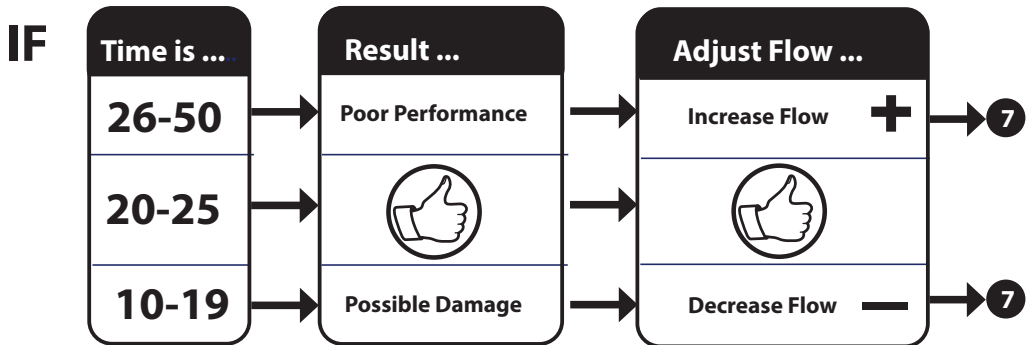 IF
Time is ...
Result ...
Adjust Flow ...
26-50
Poor Performance
Increase Flow +
7
20-25
10-19
Possible Damage
Decrease Flow —
7